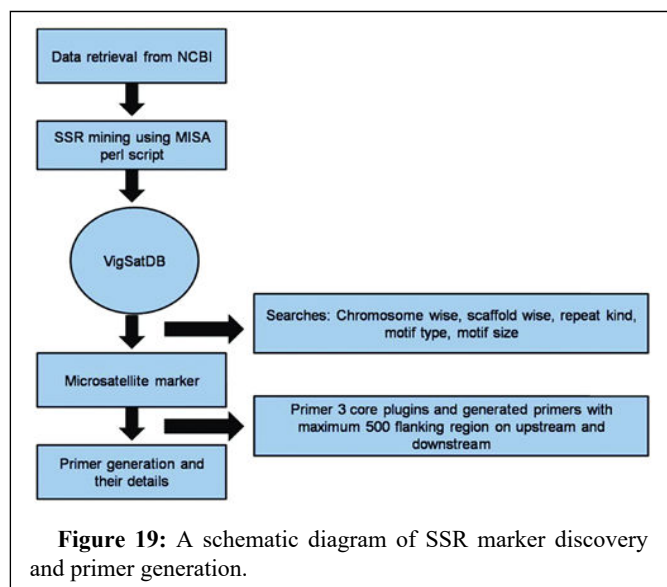 Data retrieval from NCBI
SSR mining using MISA
perl script
VigSatDB
Searches: Chromosome wise, scaffold wise, repeat kind,
motif type, motif size
Microsatellite marker
Primer 3 core plugins and generated primers with
maximum 500 flanking region on upstream and
downstream
Primer generation and
their details
Figure 19: A schematic diagram of SSR marker discovery
and primer generation.